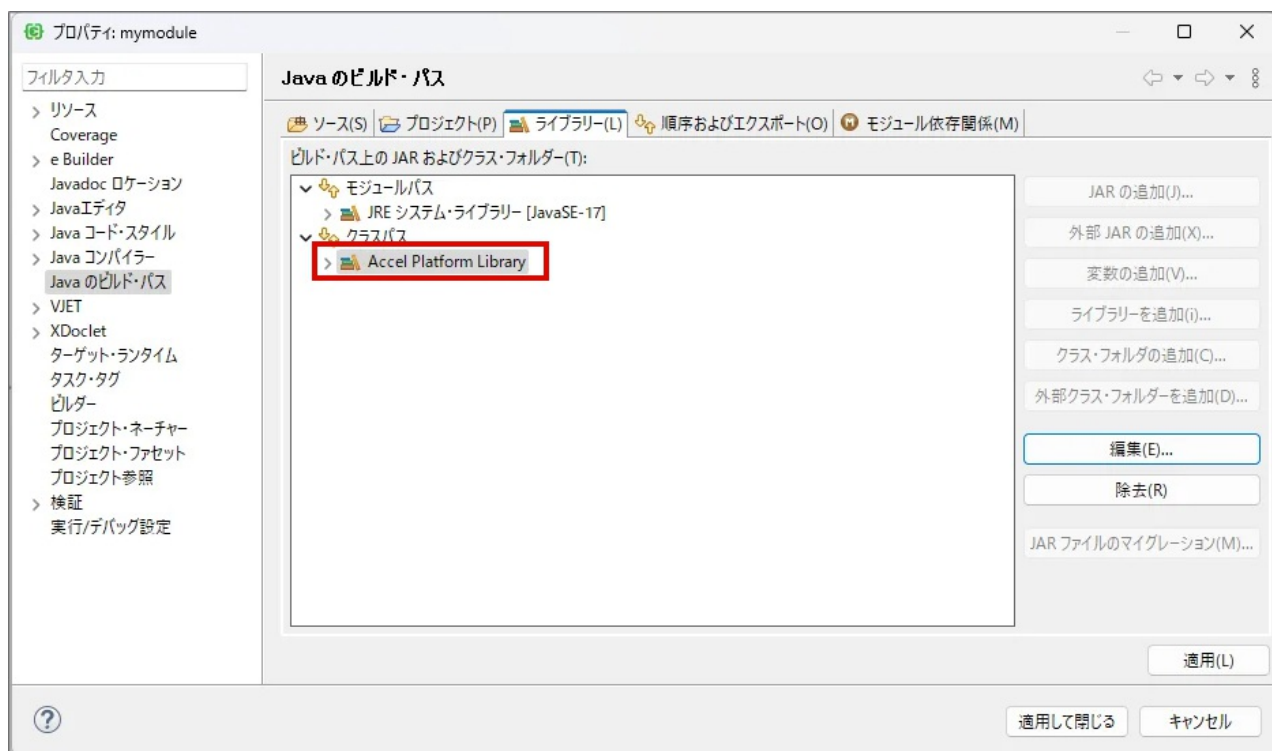 プロパティ: mymodule
フィルタ入力
リソース
Coverage
e Builder
Javadoc ロケーション
Javaエディタ
Java コード・スタイル
Java コンパイラー
Java のビルド・パス
VJET
XDoclet
ターゲット・ランタイム
タスク・タグ
ビルダー
プロジェクト・ネーチャー
プロジェクト・ファセット
プロジェクト参照
検証
実行/デバッグ設定
Java のビルド・パス
ソース(S) プロジェクト(P) ライブラリー(L) 順序およびエクスポート(O) モジュール依存関係(M)
ビルド・パス上の JAR およびクラス・フォルダー(T):
モジュールパス
JRE システム・ライブラリー [JavaSE-17]
クラスパス
Accel Platform Library
JAR の追加(J)...
外部 JAR の追加(X)...
変数の追加(V)...
ライブラリーを追加(i)...
クラス・フォルダの追加(C)...
外部クラス・フォルダーを追加(D)...
編集(E)...
除去(R)
JAR ファイルのマイグレーション(M)...
適用(L)
適用して閉じる キャンセル